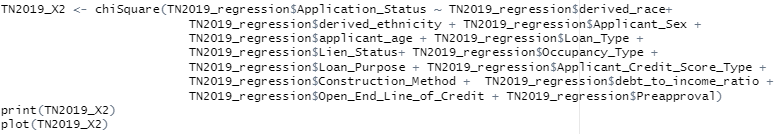 TN2019_X2 <- chiSquare(TN2019_regression$Application_Status ~ TN2019_regression$derived_race+
TN2019_regression$derived_ethnicity + TN2019_regression$Applicant_Sex +
TN2019_regression$applicant_age + TN2019_regression$Loan_Type +
TN2019_regression$Lien_Status+ TN2019_regression$Occupancy_Type +
TN2019_regression$Loan_Purpose + TN2019_regression$Applicant_Credit_Score_Type +
TN2019_regression$Construction_Method +  TN2019_regression$debt_to_income_ratio +
TN2019_regression$Open_End_Line_of_Credit + TN2019_regression$Preapproval)
print(TN2019_X2)
plot(TN2019_X2)